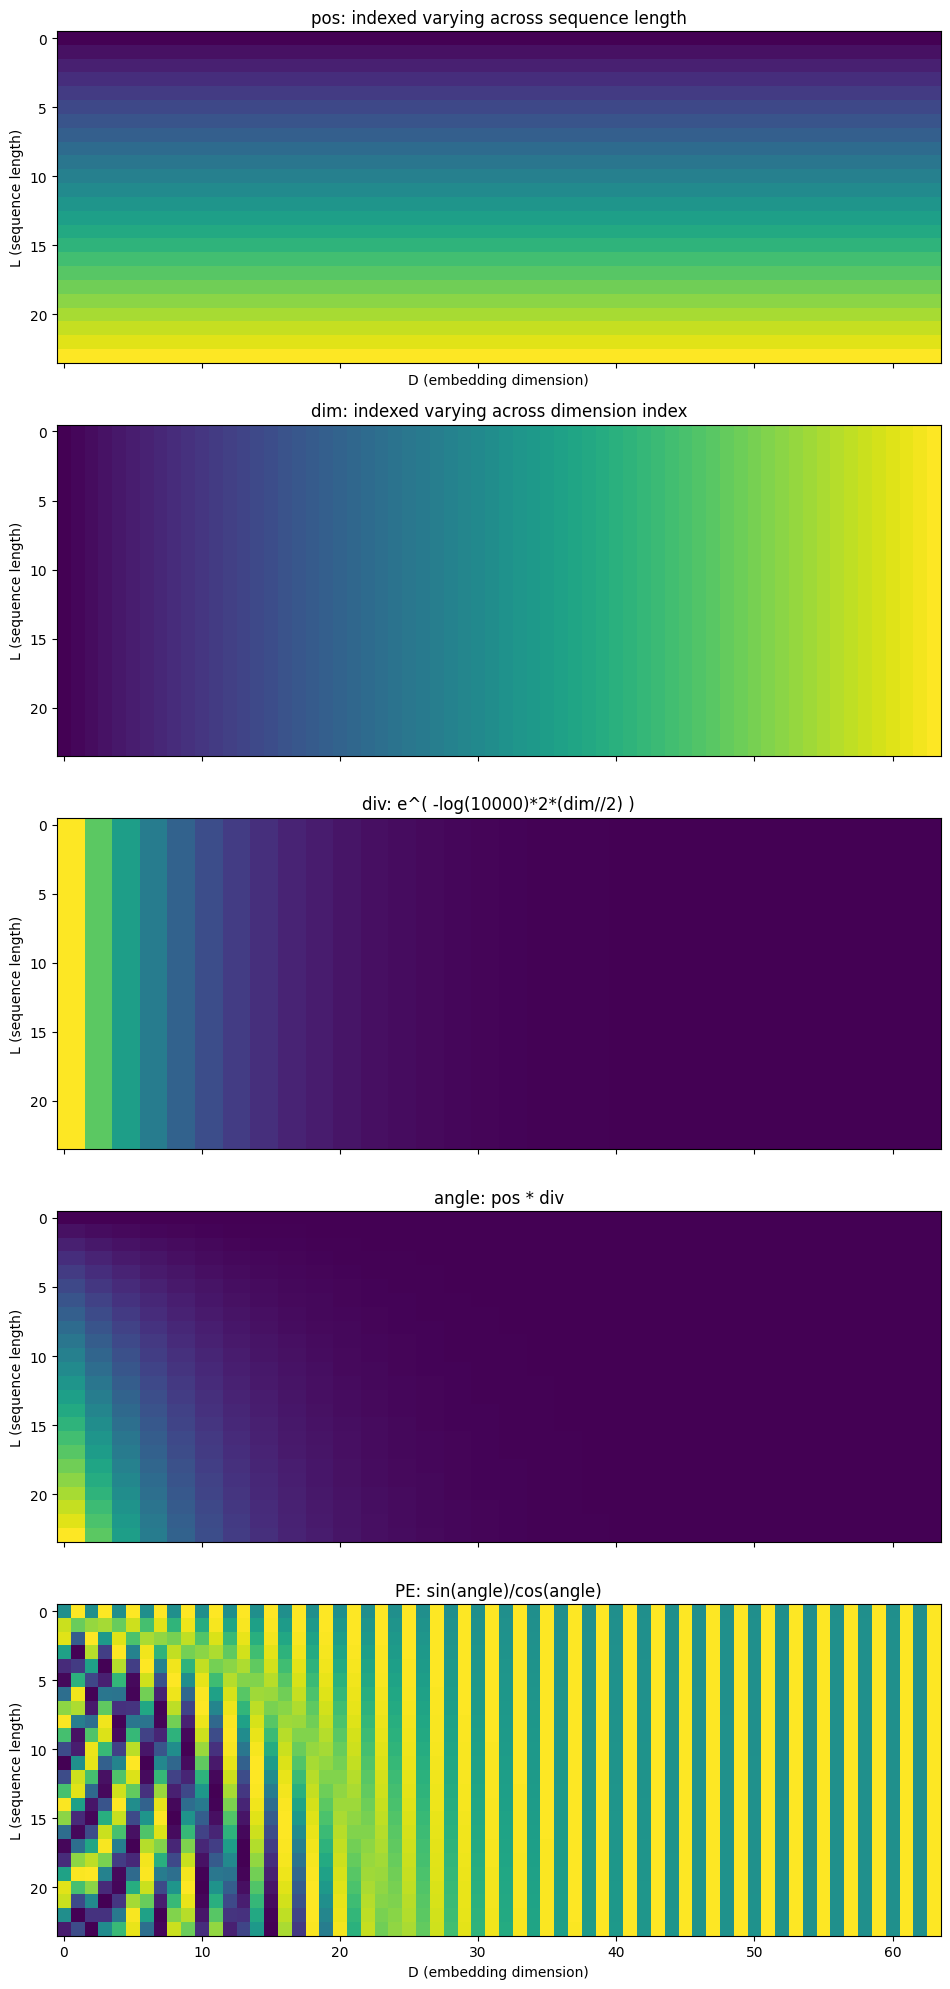 pos: indexed varying across sequence length
0
5
10
15
20
L (sequence length)
D (embedding dimension)
dim: indexed varying across dimension index
0
5
10
15
20
L (sequence length)
div: e^( -log(10000)*2*(dim//2) )
0
5
10
15
20
L (sequence length)
angle: pos * div
0
5
10
15
20
L (sequence length)
PE: sin(angle)/cos(angle)
0
5
10
15
20
L (sequence length)
0 10 20 30 40 50 60
D (embedding dimension)